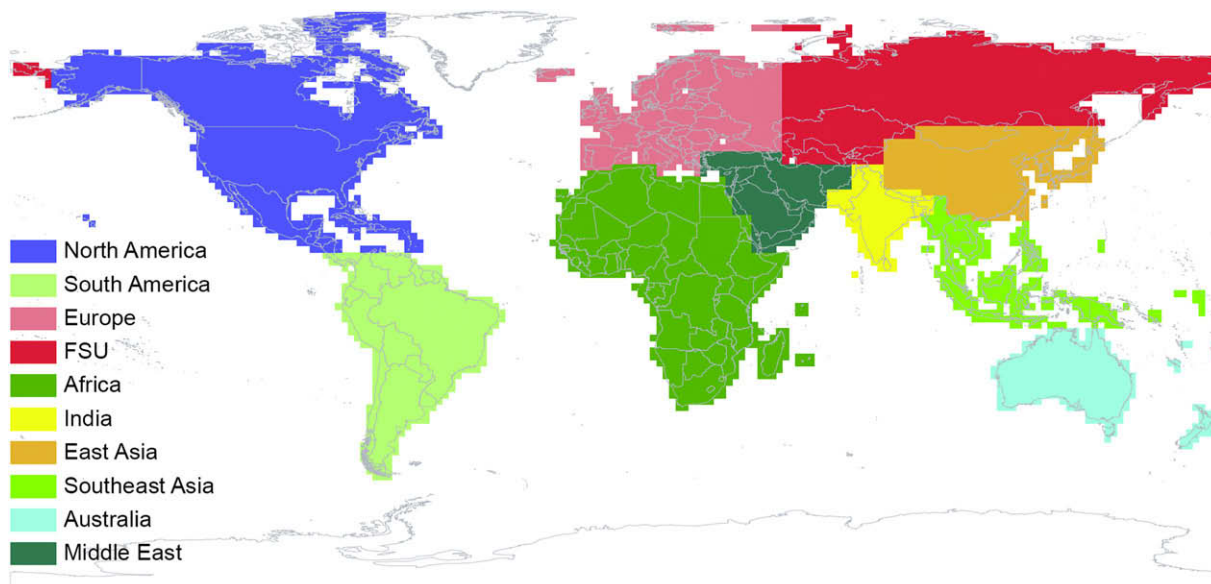 North America
South America
Europe
FSU
Africa
India
East Asia
Southeast Asia
Australia
Middle East